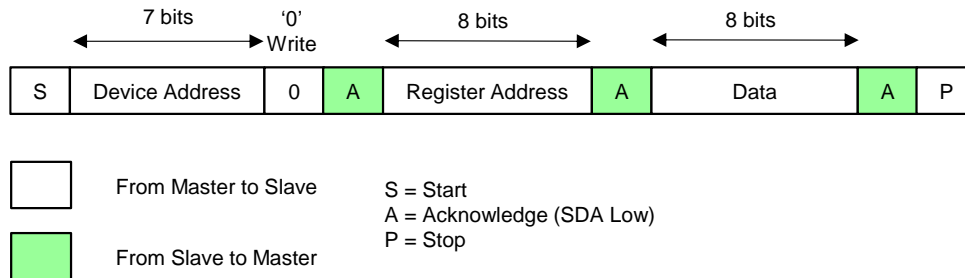 7 bits
‘0’
Write
8 bits
8 bits
S Device Address 0 A Register Address A Data A P
From Master to Slave
From Slave to Master
S = Start
A = Acknowledge (SDA Low)
P = Stop